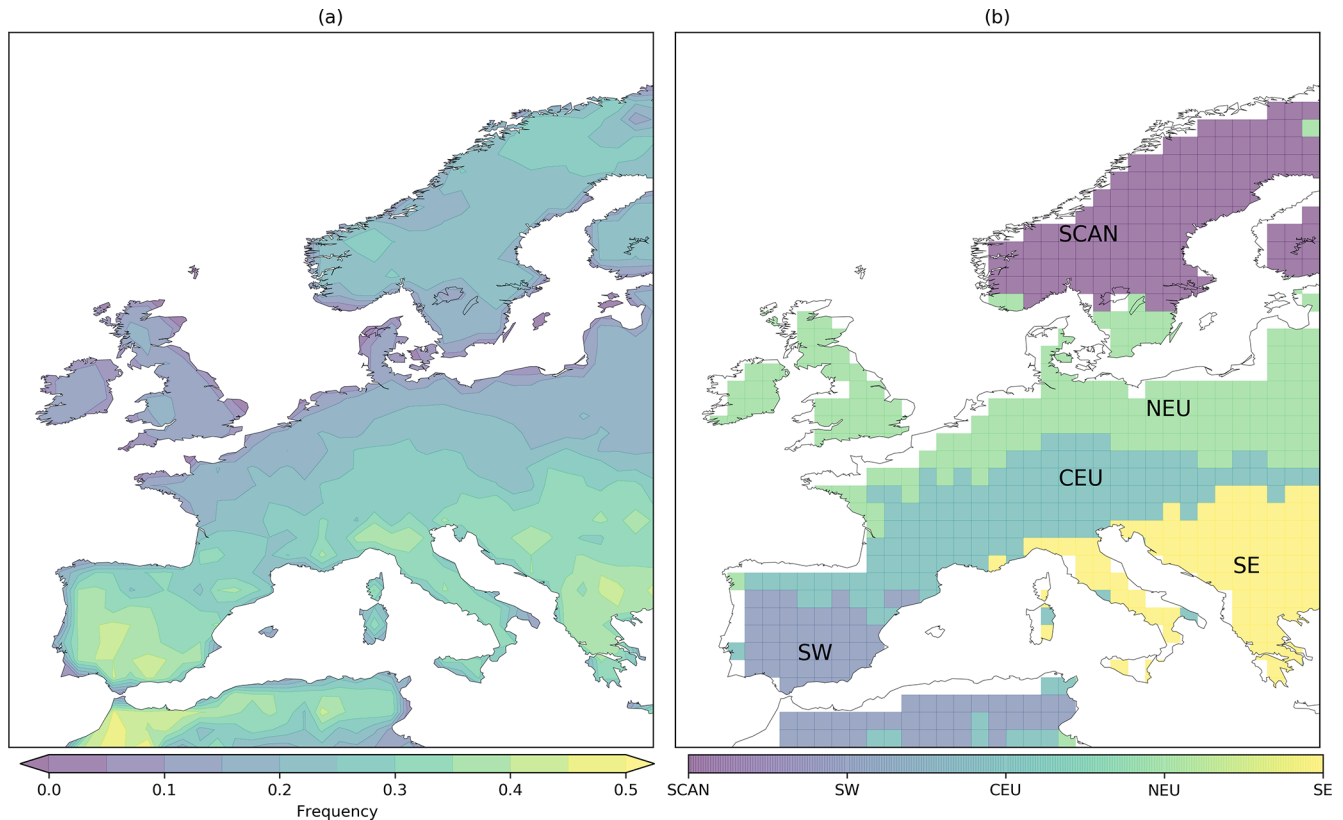 (a)
(b)
SCAN
NEU
CEU
SE
SW
0.0 0.1 0.2 0.3 0.4 0.5
Frequency
SCAN SW CEU NEU SE